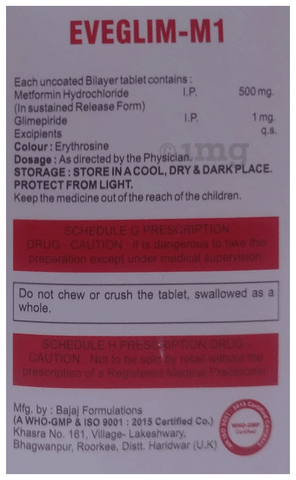 EVEGLIM-M1
Each uncoated Bilayer tablet contains :
Metformin Hydrochloride I.P. 500 mg.
(In sustained Release Form)
Glimepiride I.P. 1 mg.
Excipients q.s.
Colour : Erythrosine
Dosage : As directed by the Physician.
1mg
STORAGE : STORE IN A COOL, DRY & DARK PLACE.
PROTECT FROM LIGHT.
Keep the medicine out of the reach of the children.
SCHEDULE G PRESCRIPTION
DRUG - CAUTION : It is dangerous to take this
preparation except under medical supervision
Do not chew or crush the tablet, swallowed as a
whole.
SCHEDULE H PRESCRIPTION DRUG -
CAUTION : Not to be sold by retail without the
prescription of a Registered Medical Practitioner
Mfg. by : Bajaj Formulations
(A WHO-GMP & ISO 9001 : 2015 Certified Co.)
Khasra No. 161, Village- Lakeshwary,
Bhagwanpur, Roorkee, Distt. Haridwar (U.K)
WHO-GMP
Certified